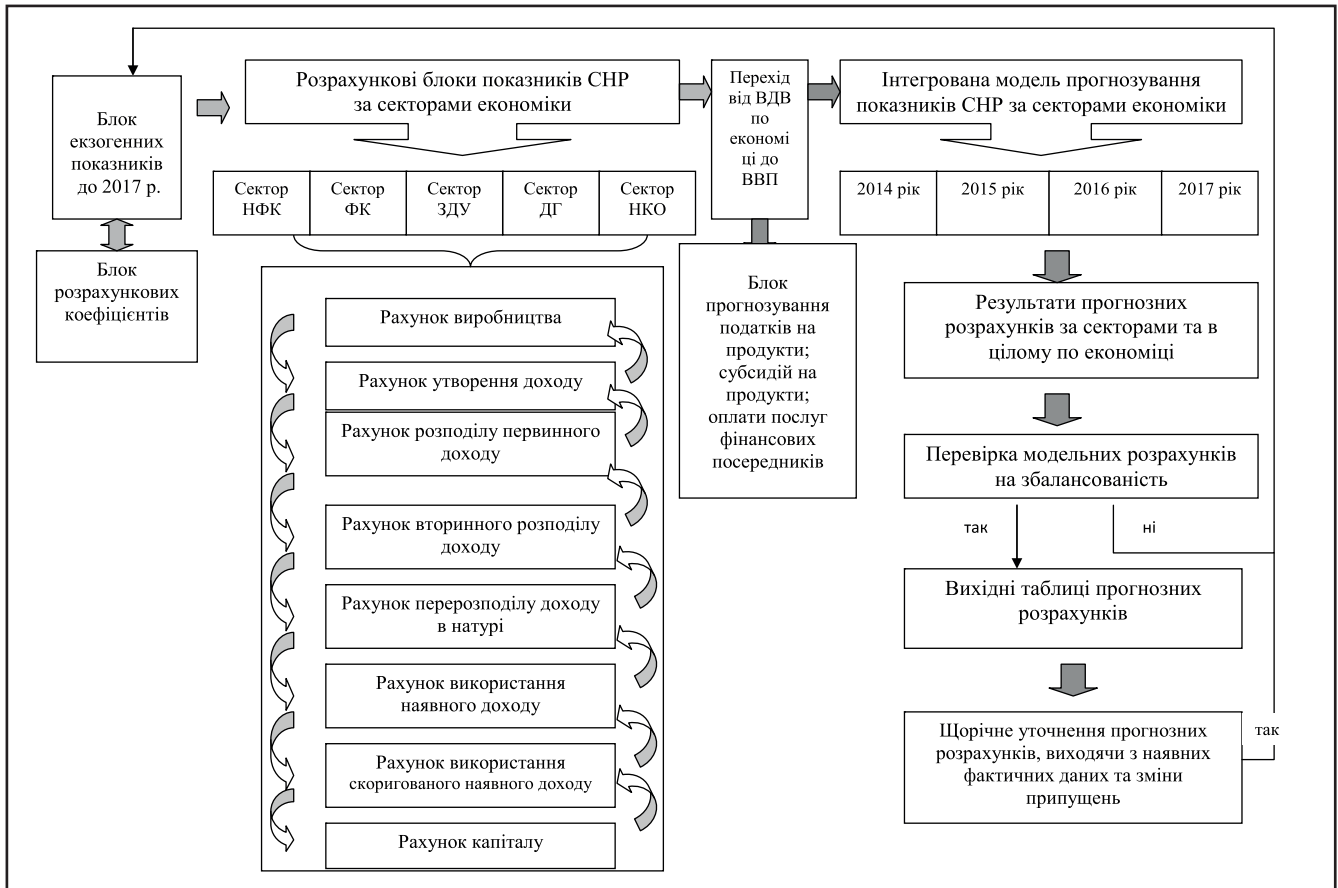 Блок
екзогенних
показників
до 2017 р.
Блок
розрахункових
коефіцієнтів
Розрахункові блоки показників СНР
за секторами економіки
Сектор
НФК
Сектор
ФК
Сектор
ЗДУ
Сектор
ДГ
Сектор
НКО
Рахунок виробництва
Рахунок утворення доходу
Рахунок розподілу первинного
доходу
Рахунок вторинного розподілу
доходу
Рахунок перерозподілу доходу
в натурі
Рахунок використання
наявного доходу
Рахунок використання
скоригованого наявного доходу
Рахунок капіталу
Перехід
від ВДВ
по
економі
ці до
ВВП
Блок
прогнозування
податків на
продукти;
субсидій на
продукти;
оплати послуг
фінансових
посередників
Інтегрована модель прогнозування
показників СНР за секторами економіки
2014 рік
2015 рік
2016 рік
2017 рік
Результати прогнозних
розрахунків за секторами та в
цілому по економіці
Перевірка модельних розрахунків
на збалансованість
так
ні
Вихідні таблиці прогнозних
розрахунків
Щорічне уточнення прогнозних
розрахунків, виходячи з наявних
фактичних даних та зміни
припущень
так